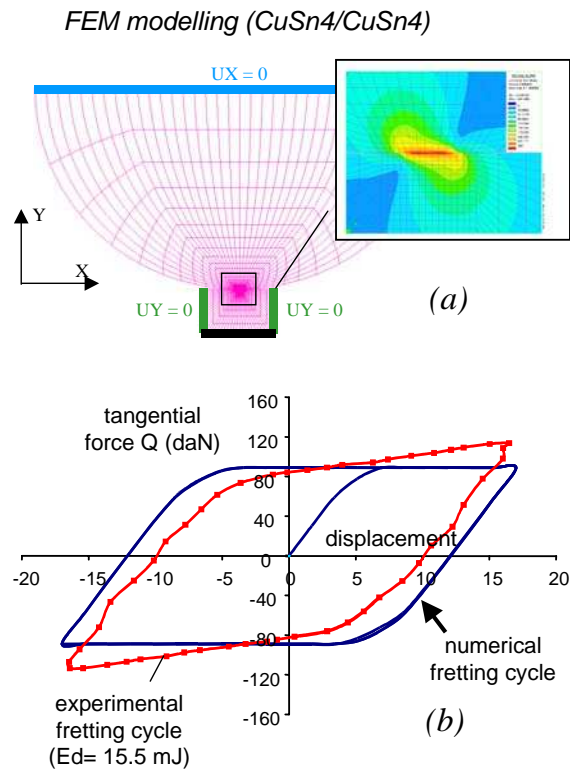 FEM modelling (CuSn4/CuSn4)
UX = 0
Y
X
UY = 0
UY = 0
(a)
160
120
80
40
0
-40
-80
-120
-160
tangential
force Q (daN)
displacement
-20
-15
-10
-5
0
5
10
15
20
numerical
fretting cycle
experimental
fretting cycle
(Ed= 15.5 mJ)
(b)